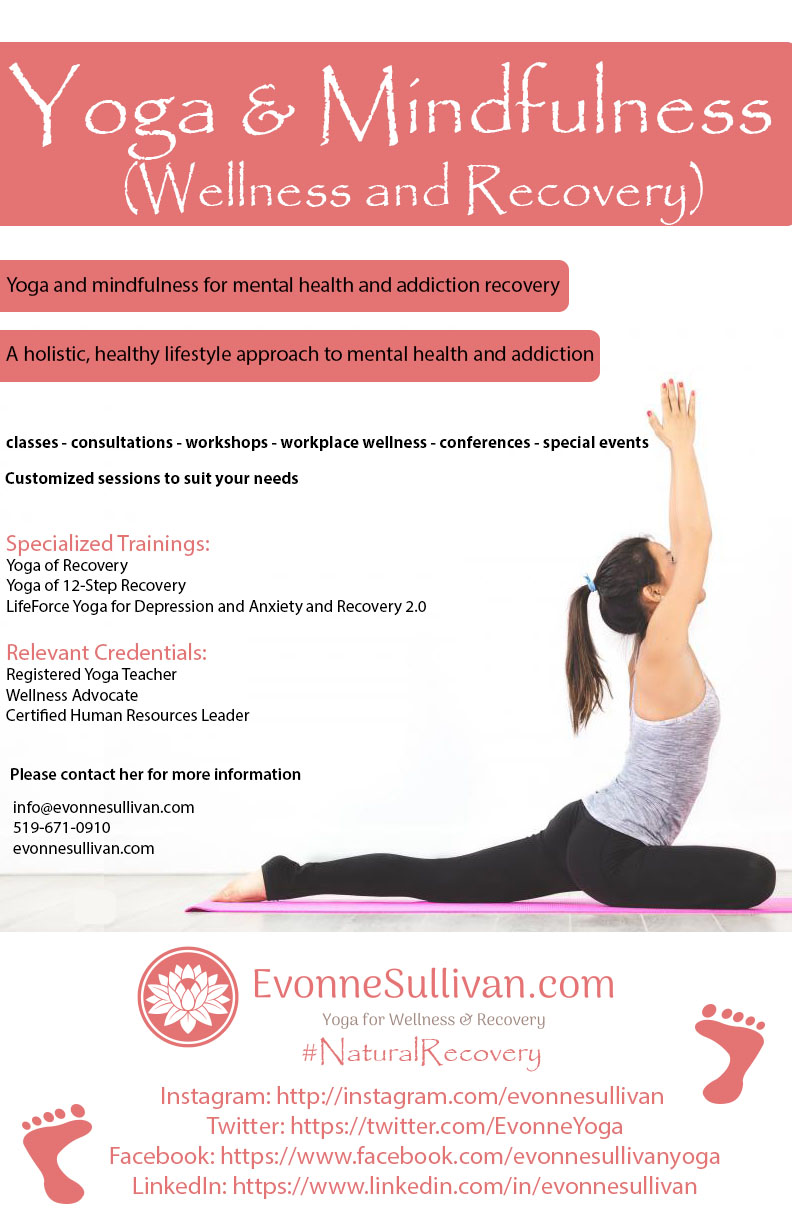 Yoga & Mindfulness
(Wellness and Recovery)
Yoga and mindfulness for mental health and addiction recovery
A holistic, healthy lifestyle approach to mental health and addiction
classes - consultations - workshops - workplace wellness - conferences - special events
Customized sessions to suit your needs
Specialized Trainings:
Yoga of Recovery
Yoga of 12-Step Recovery
LifeForce Yoga for Depression and Anxiety and Recovery 2.0
Relevant Credentials:
Registered Yoga Teacher
Wellness Advocate
Certified Human Resources Leader
Please contact her for more information
info@evonnesullivan.com
519-671-0910
evonnesullivan.com
EvonneSullivan.com
Yoga for Wellness & Recovery
#NaturalRecovery
Instagram: http://instagram.com/evonnesullivan
Twitter: https://twitter.com/EvonneYoga
Facebook: https://www.facebook.com/evonnesullivanyoga
LinkedIn: https://www.linkedin.com/in/evonnesullivan